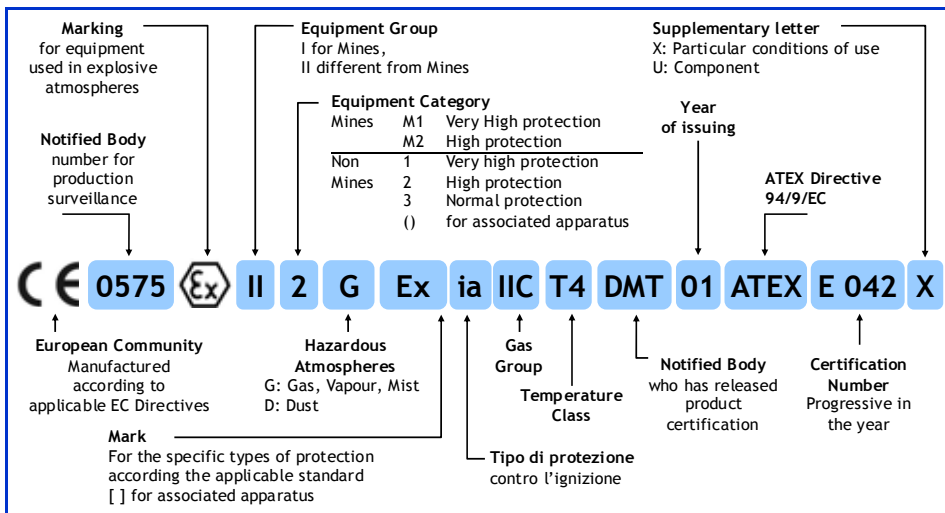 Marking
for equipment
used in explosive
atmospheres
Equipment Group
I for Mines,
II different from Mines
Supplementary letter
X: Particular conditions of use
U: Component
Equipment Category
Mines M1 Very High protection
M2 High protection
Non 1 Very high protection
Mines 2 High protection
3 Normal protection
() for associated apparatus
Year
of issuing
Notified Body
number for
production
surveillance
ATEX Directive
94/9/EC
CE 0575 Ex II 2 G Ex ia IIC T4 DMT 01 ATEX E 042 X
European Community
Manufactured
according to
applicable EC Directives
Hazardous
Atmospheres
G: Gas, Vapour, Mist
D: Dust
Gas
Group
Temperature
Class
Notified Body
who has released
product
certification
Certification
Number
Progressive in
the year
Mark
For the specific types of protection
according the applicable standard
[ ] for associated apparatus
Tipo di protezione
contro l'ignizione